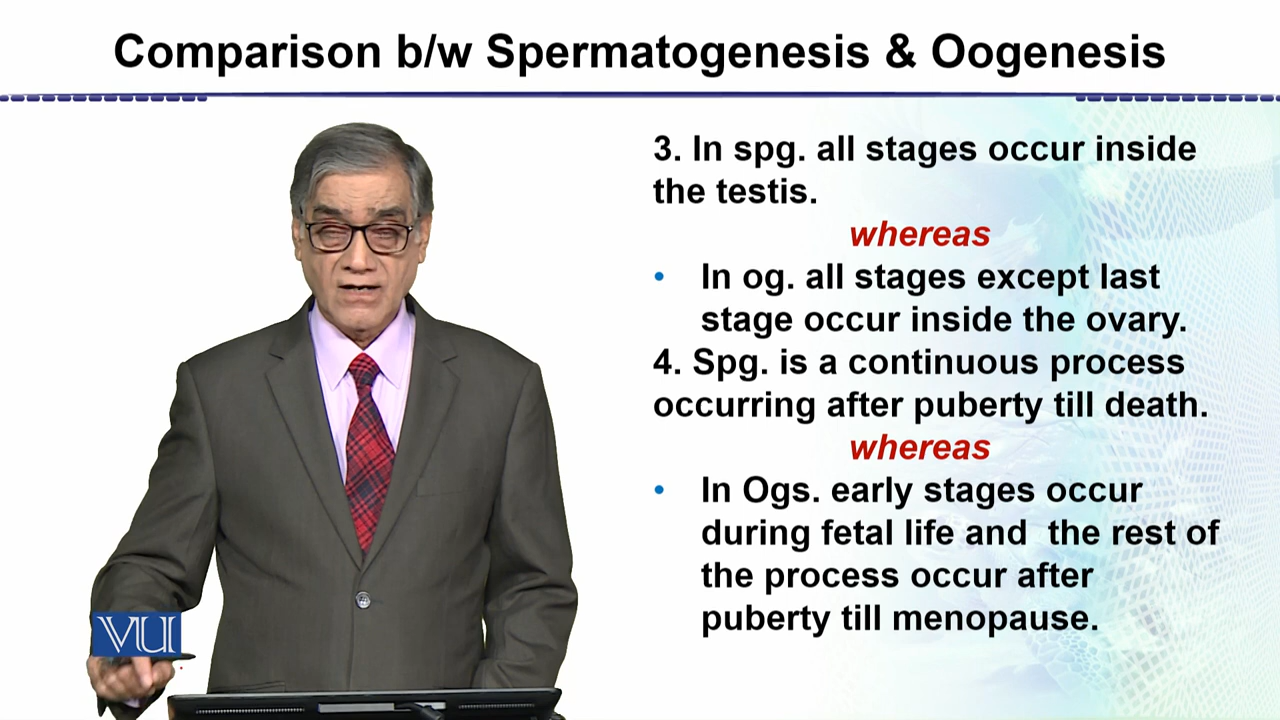 Comparison b/w Spermatogenesis & Oogenesis
3. In spg. all stages occur inside
the testis.
whereas
• In og. all stages except last
stage occur inside the ovary.
4. Spg. is a continuous process
occurring after puberty till death.
whereas
• In Ogs. early stages occur
during fetal life and  the rest of
the process occur after
puberty till menopause.
VU